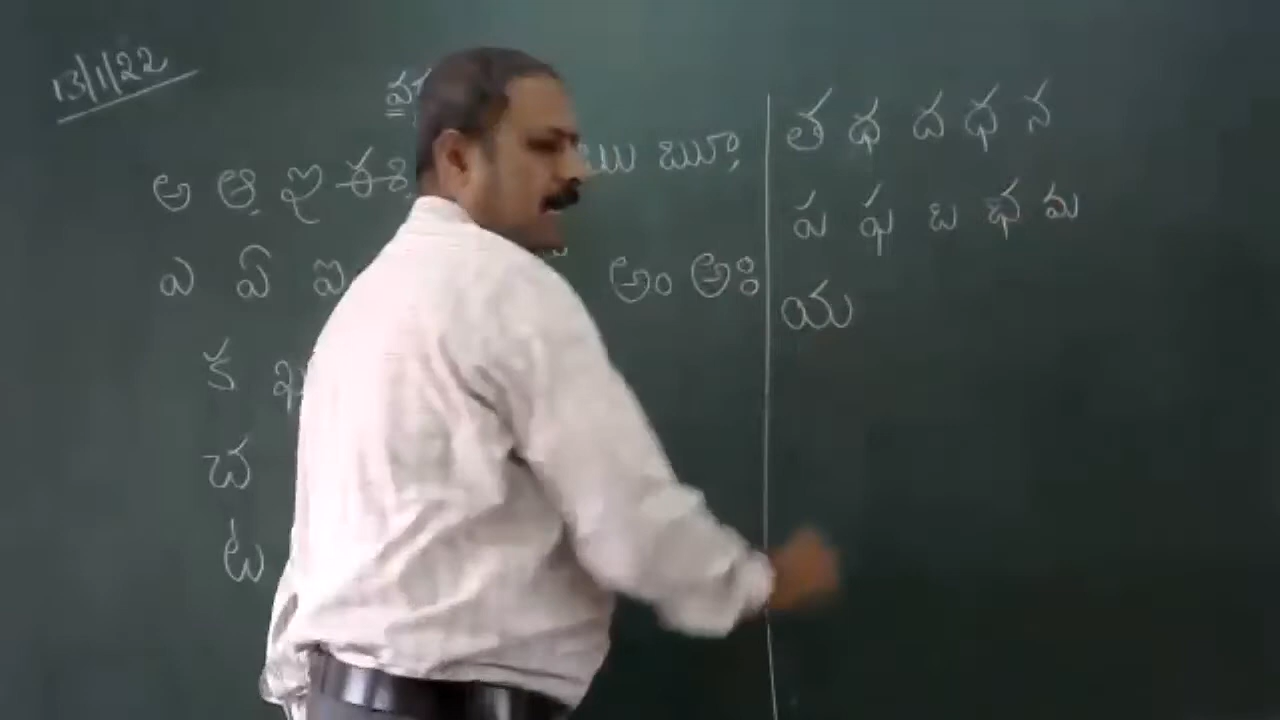 13/1/22
అ ఆ ఇ ఈ ఋ ౠ
ఎ ఏ ఐ అం అః
క ఖ
చ
ట
త థ ద ధ న
ప ఫ బ భ మ
య